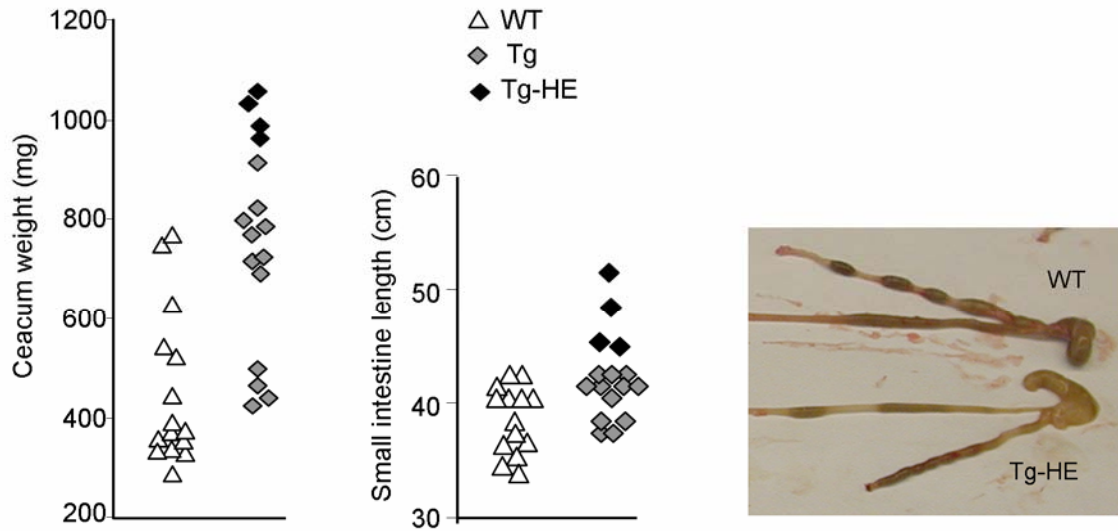 Ceacum weight (mg)
1200
1000
800
600
400
200
WT
Tg
Tg-HE
Small intestine length (cm)
60
50
40
30
WT
Tg-HE